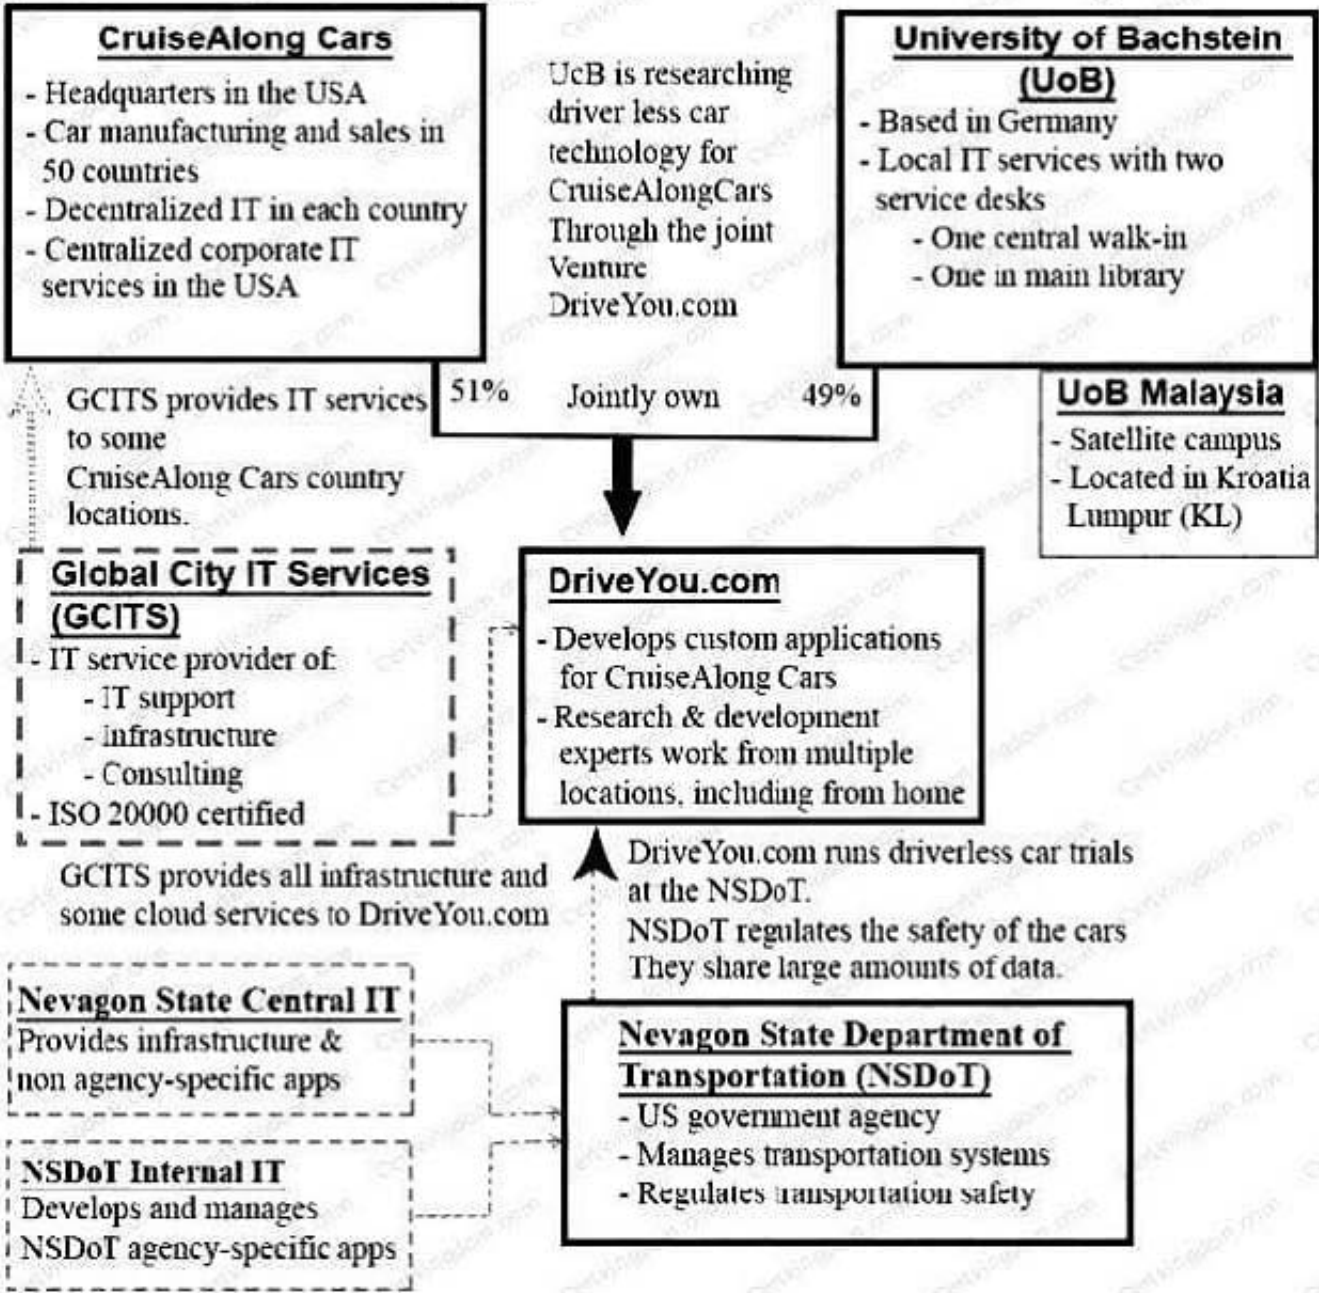 CruiseAlong Cars
- Headquarters in the USA
- Car manufacturing and sales in
50 countries
- Decentralized IT in each country
- Centralized corporate IT
services in the USA
UcB is researching
driver less car
technology for
CruiseAlongCars
Through the joint
Venture
DriveYou.com
University of Bachstein
(UoB)
- Based in Germany
- Local IT services with two
service desks
- One central walk-in
- One in main library
51% Jointly own 49%
UoB Malaysia
- Satellite campus
- Located in Kroatia
Lumpur (KL)
GCITS provides IT services
to some
CruiseAlong Cars country
locations.
Global City IT Services
(GCITS)
- IT service provider of:
- IT support
- Infrastructure
- Consulting
- ISO 20000 certified
DriveYou.com
- Develops custom applications
for CruiseAlong Cars
- Research & development
experts work from multiple
locations, including from home
GCITS provides all infrastructure and
some cloud services to DriveYou.com
DriveYou.com runs driverless car trials
at the NSDoT.
NSDoT regulates the safety of the cars
They share large amounts of data.
Nevagon State Central IT
Provides infrastructure &
non agency-specific apps
NSDoT Internal IT
Develops and manages
NSDoT agency-specific apps
Nevagon State Department of
Transportation (NSDoT)
- US government agency
- Manages transportation systems
- Regulates transportation safety